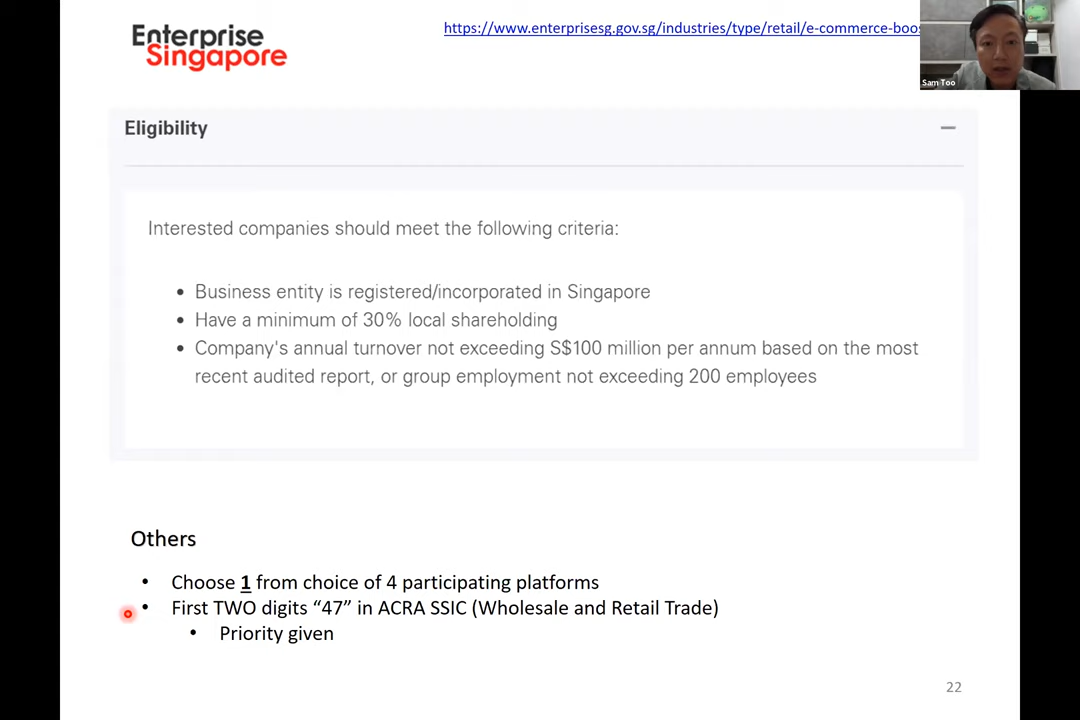 Enterprise
Singapore
https://www.enterprisesg.gov.sg/industries/type/retail/e-commerce-boos
Sam Too
Eligibility
Interested companies should meet the following criteria:
• Business entity is registered/incorporated in Singapore
• Have a minimum of 30% local shareholding
• Company's annual turnover not exceeding S$100 million per annum based on the most
recent audited report, or group employment not exceeding 200 employees
Others
• Choose 1 from choice of 4 participating platforms
• First TWO digits “47” in ACRA SSIC (Wholesale and Retail Trade)
• Priority given
22